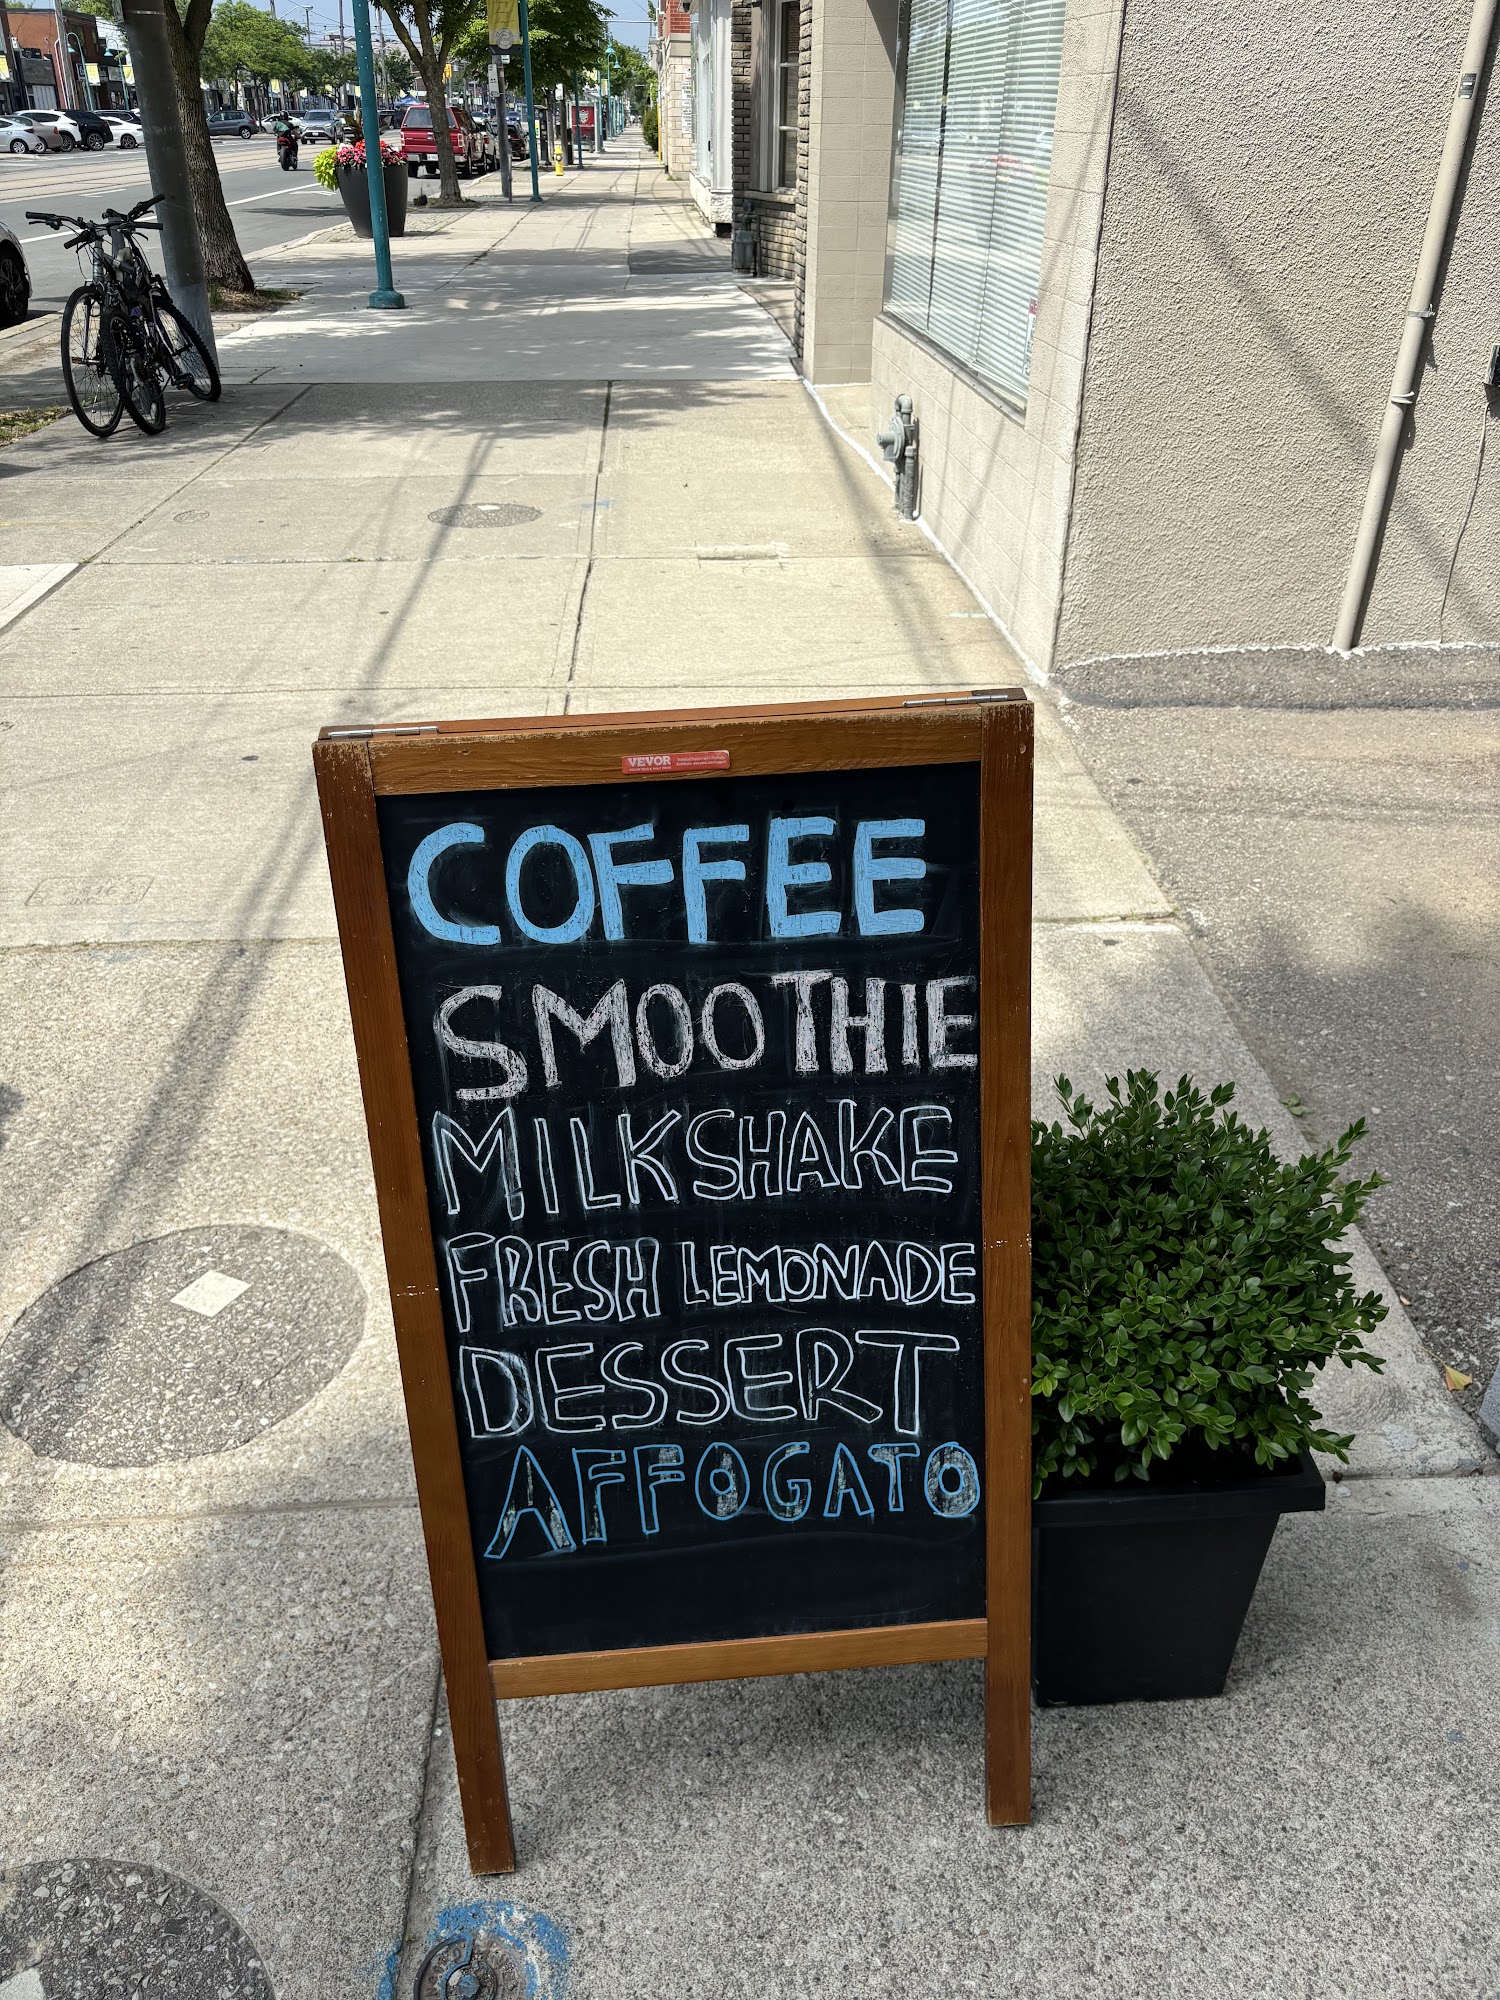 VEVOR
COFFEE
SMOOTHIE
MILKSHAKE
FRESH LEMONADE
DESSERT
AFFOGATO